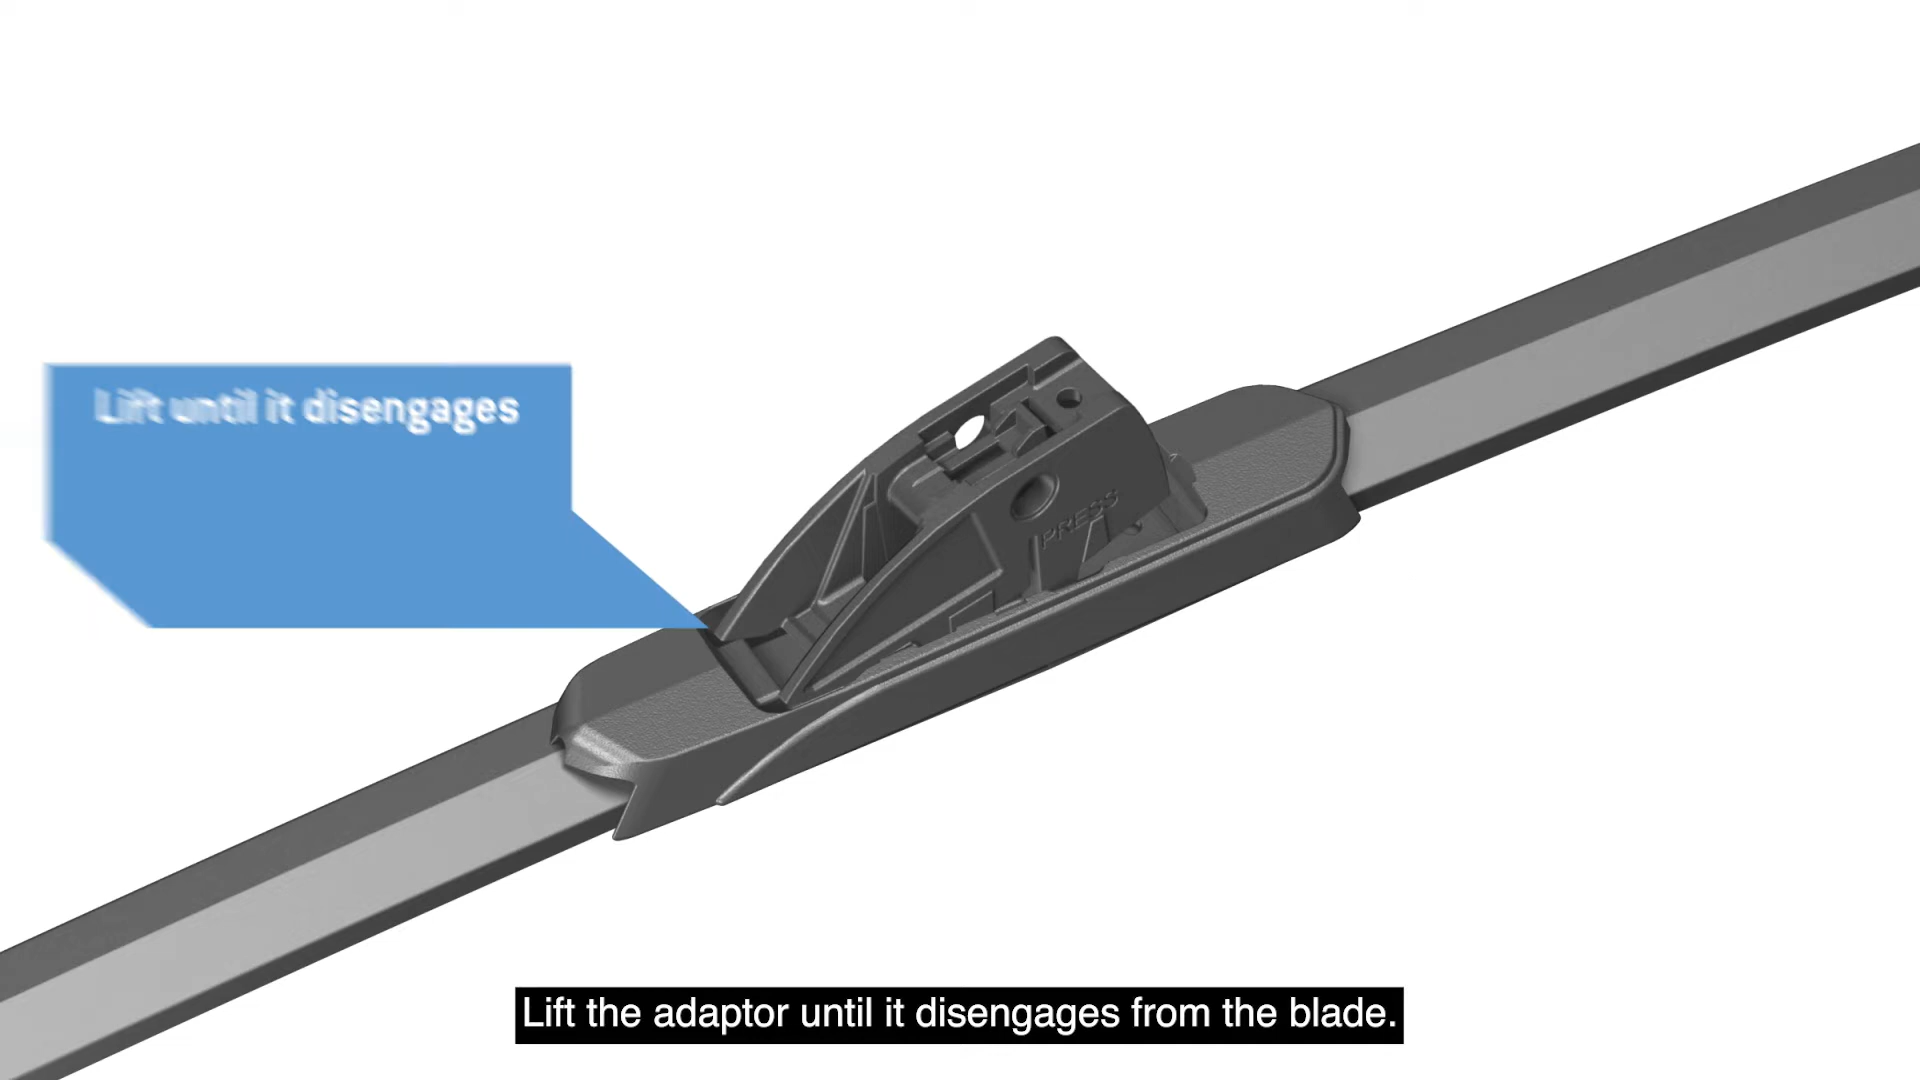 Lift until it disengages
PRESS
Lift the adaptor until it disengages from the blade.